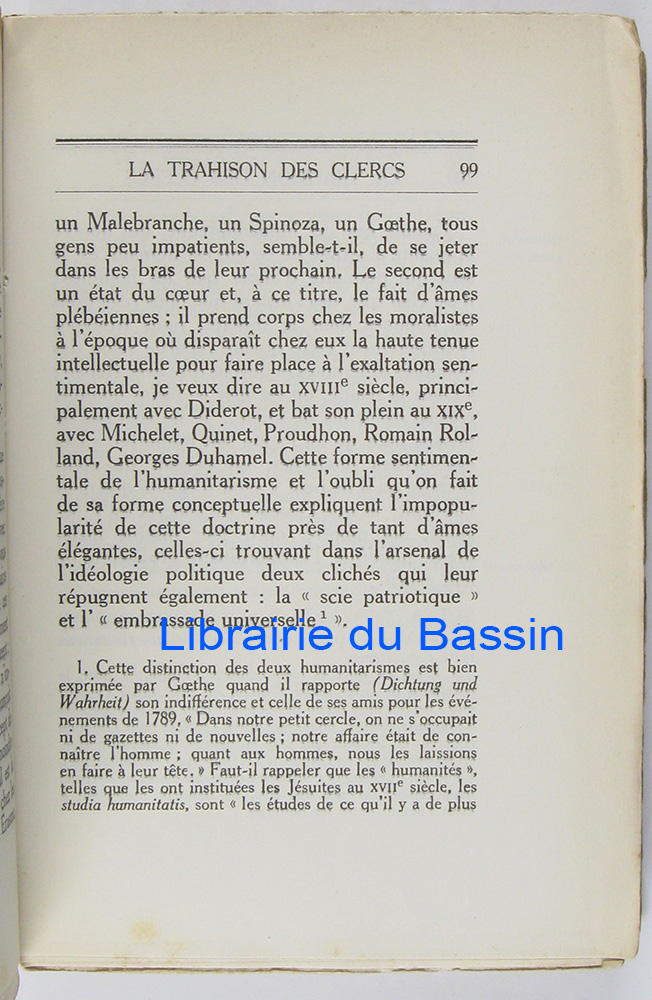 LA TRAHISON DES CLERCS 99
un Malebranche, un Spinoza, un Gœthe, tous
gens peu impatients, semble-t-il, de se jeter
dans les bras de leur prochain. Le second est
un état du cœur et, à ce titre, le fait d'âmes
plébéiennes ; il prend corps chez les moralistes
à l'époque où disparaît chez eux la haute tenue
intellectuelle pour faire place à l'exaltation sen-
timentale, je veux dire au XVIIIe siècle, princi-
palement avec Diderot, et bat son plein au XIXe,
avec Michelet, Quinet, Proudhon, Romain Rol-
land, Georges Duhamel. Cette forme sentimen-
tale de l'humanitarisme et l'oubli qu'on fait
de sa forme conceptuelle expliquent l'impopu-
larité de cette doctrine près de tant d'âmes
élégantes, celles-ci trouvant dans l'arsenal de
l'idéologie politique deux clichés qui leur
répugnent également : la « scie patriotique »
et l' « embrassade universelle 1 ».
Librairie du Bassin
1. Cette distinction des deux humanitarismes est bien
exprimée par Gœthe quand il rapporte (Dichtung und
Wahrheit) son indifférence et celle de ses amis pour les évé-
nements de 1789. « Dans notre petit cercle, on ne s'occupait
ni de gazettes ni de nouvelles ; notre affaire était de con-
naître l'homme ; quant aux hommes, nous les laissions
en faire à leur tête. » Faut-il rappeler que les « humanités »,
telles que les ont instituées les Jésuites au XVIIe siècle, les
studia humanitatis, sont « les études de ce qu'il y a de plus